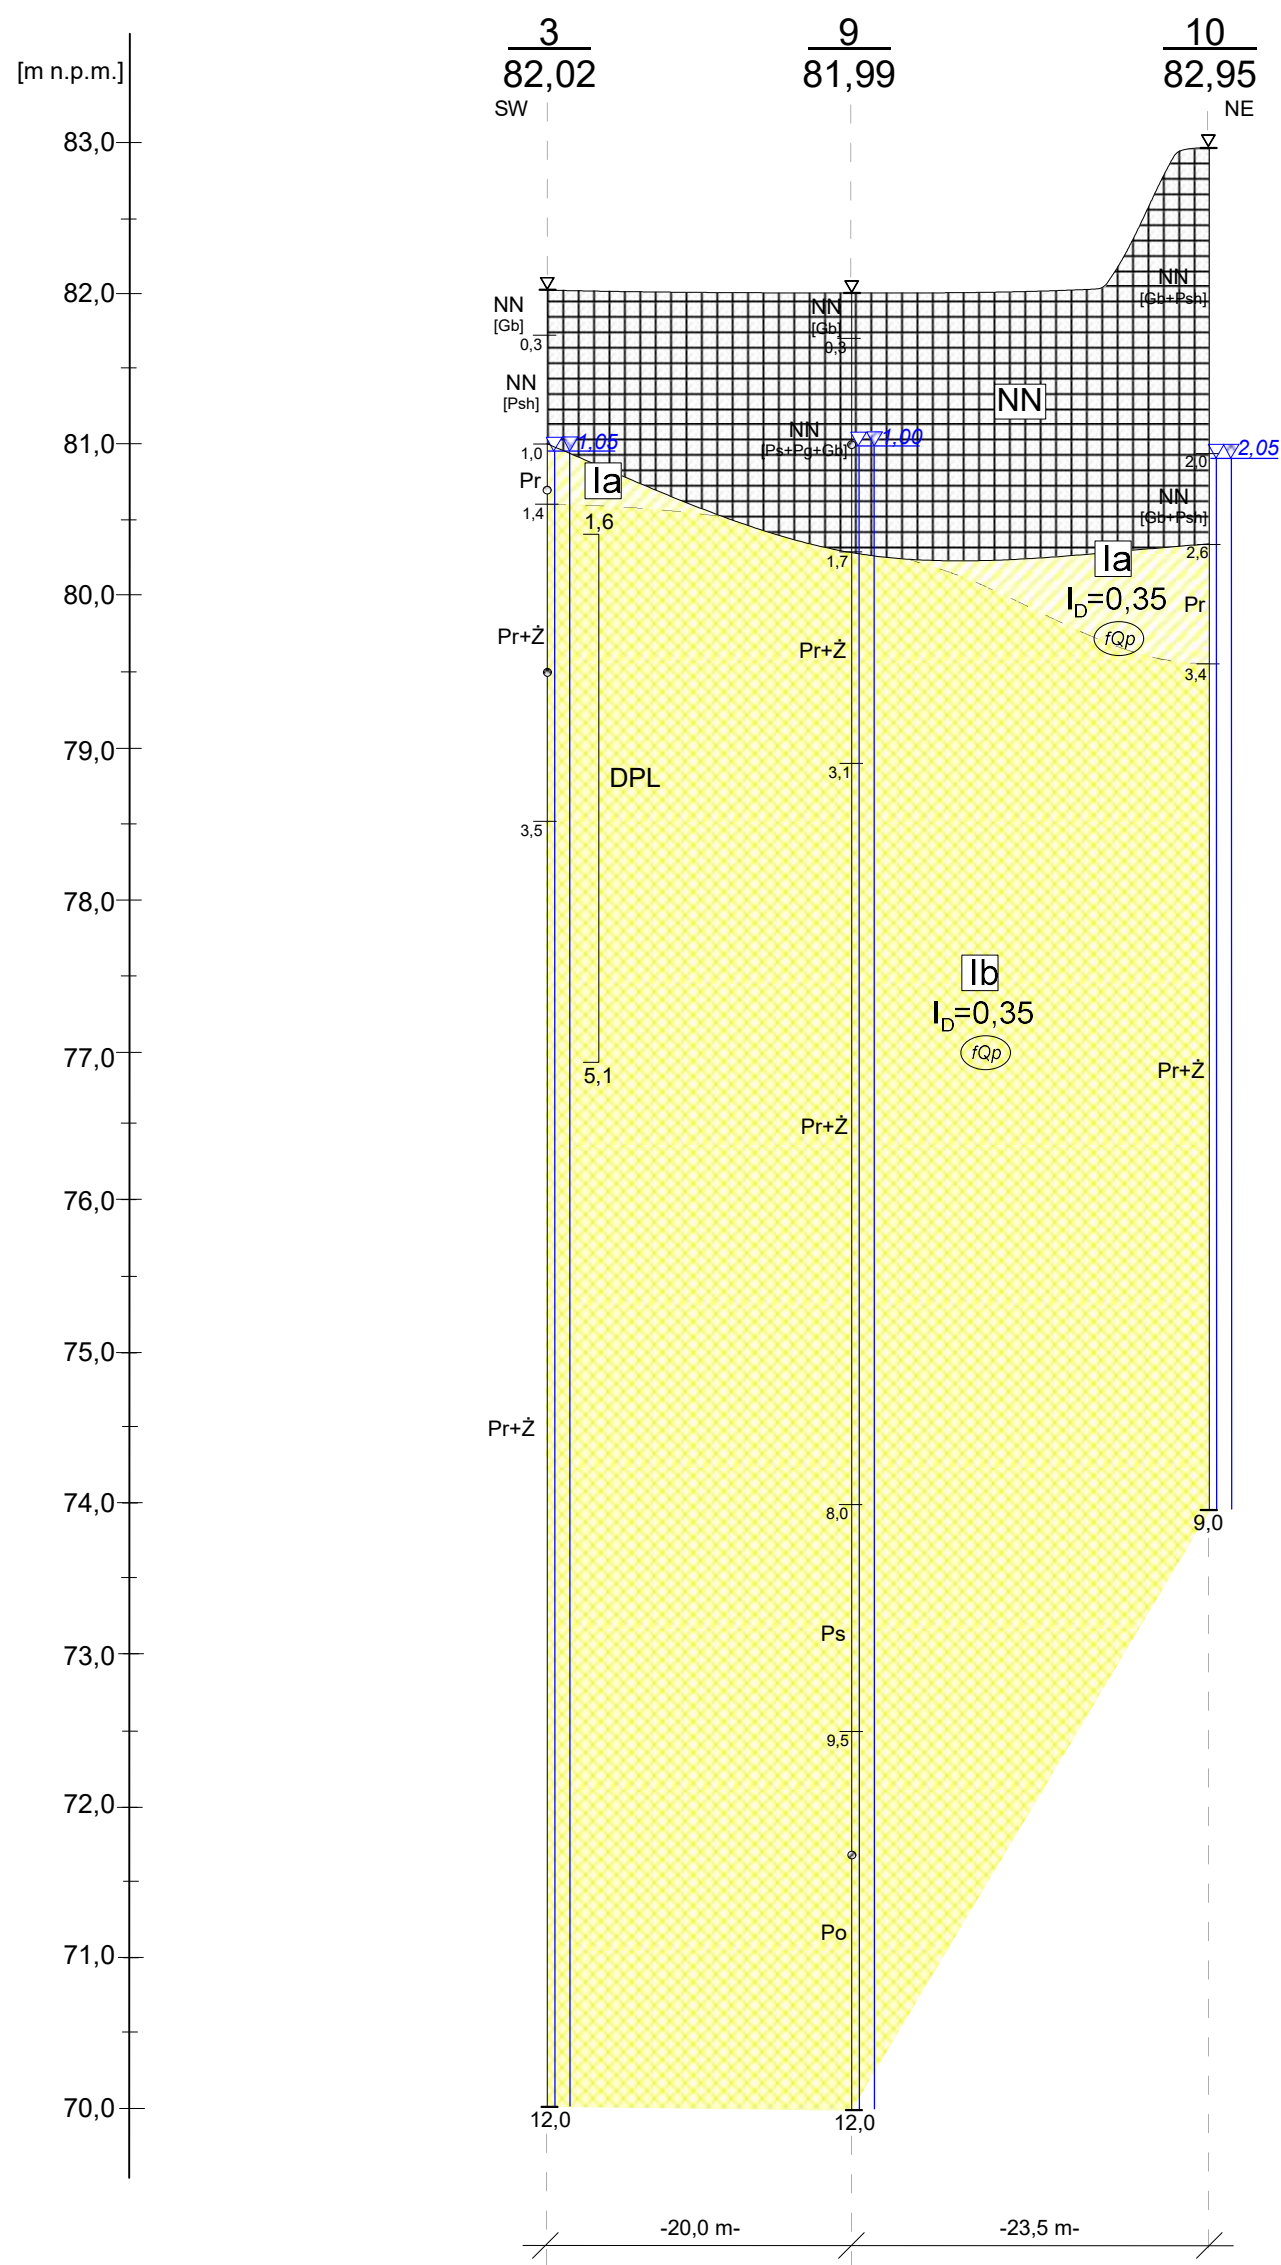 3
9
10
[m n.p.m.]
82,02
81,99
82,95
SW
NE
83,0
82,0
NN
[Gb]
0,3
NN
[Gb]
0,3
NN
[Gb+Psh]
NN
[Psh]
NN
81,0
1,0
1,05
NN
[Ps+Pg+Gb]
1,00
2,0
2,05
Pr
Ia
1,4
1,6
NN
[Gb+Psh]
1,7
Ia
2,6
80,0
ID=0,35
Pr
Pr+Ż
Pr+Ż
fQp
3,4
79,0
3,1
DPL
3,5
78,0
Ib
ID=0,35
77,0
fQp
5,1
Pr+Ż
Pr+Ż
76,0
75,0
Pr+Ż
74,0
8,0
9,0
73,0
Ps
9,5
72,0
Po
71,0
70,0
12,0
12,0
-20,0 m-
-23,5 m-